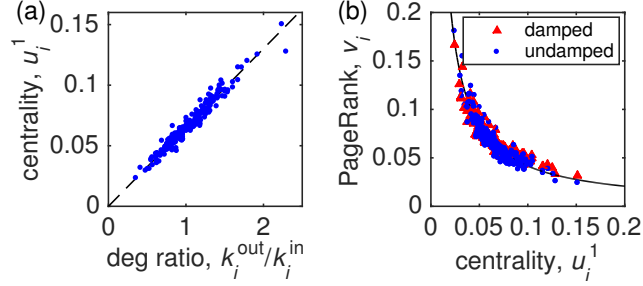 (a)
centrality, u_i^1
0.15
0.1
0.05
0
0
1
2
deg ratio, k_i^out/k_i^in
(b)
PageRank, v_i
0.2
0.15
0.1
0.05
0
damped
undamped
0
0.05
0.1
0.15
0.2
centrality, u_i^1